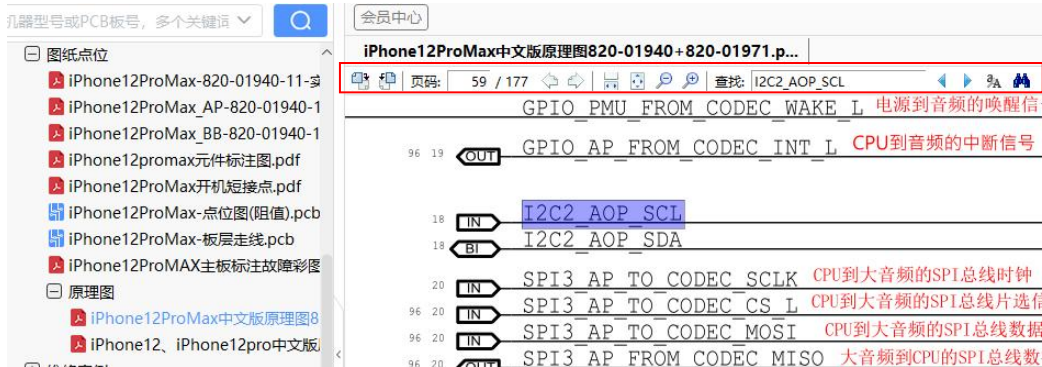 机器型号或PCB板号，多个关键词
会员中心
图纸点位
iPhone12ProMax-820-01940-11-实
iPhone12ProMax_AP-820-01940-1
iPhone12ProMax_BB-820-01940-1
iPhone12promax元件标注图.pdf
iPhone12ProMax开机短接点.pdf
iPhone12ProMax-点位图(阻值).pcb
iPhone12ProMax-板层走线.pcb
iPhone12ProMAX主板标注故障彩图
原理图
iPhone12ProMax中文版原理图8
iPhone12、iPhone12pro中文版
iPhone12ProMax中文版原理图820-01940+820-01971.p...
页码: 59 / 177 查找: I2C2_AOP_SCL
GPIO_PMU_FROM_CODEC_WAKE_L 电源到音频的唤醒信
96 19 OUT GPIO_AP_FROM_CODEC_INT_L CPU到音频的中断信号
18 IN I2C2_AOP_SCL
18 BI I2C2_AOP_SDA
20 IN SPI3_AP_TO_CODEC_SCLK CPU到大音频的SPI总线时钟
96 20 IN SPI3_AP_TO_CODEC_CS_L CPU到大音频的SPI总线片选信
96 20 IN SPI3_AP_TO_CODEC_MOSI CPU到大音频的SPI总线数据
96 20 OUT SPI3_AP_FROM_CODEC_MISO 大音频到CPU的SPI总线数